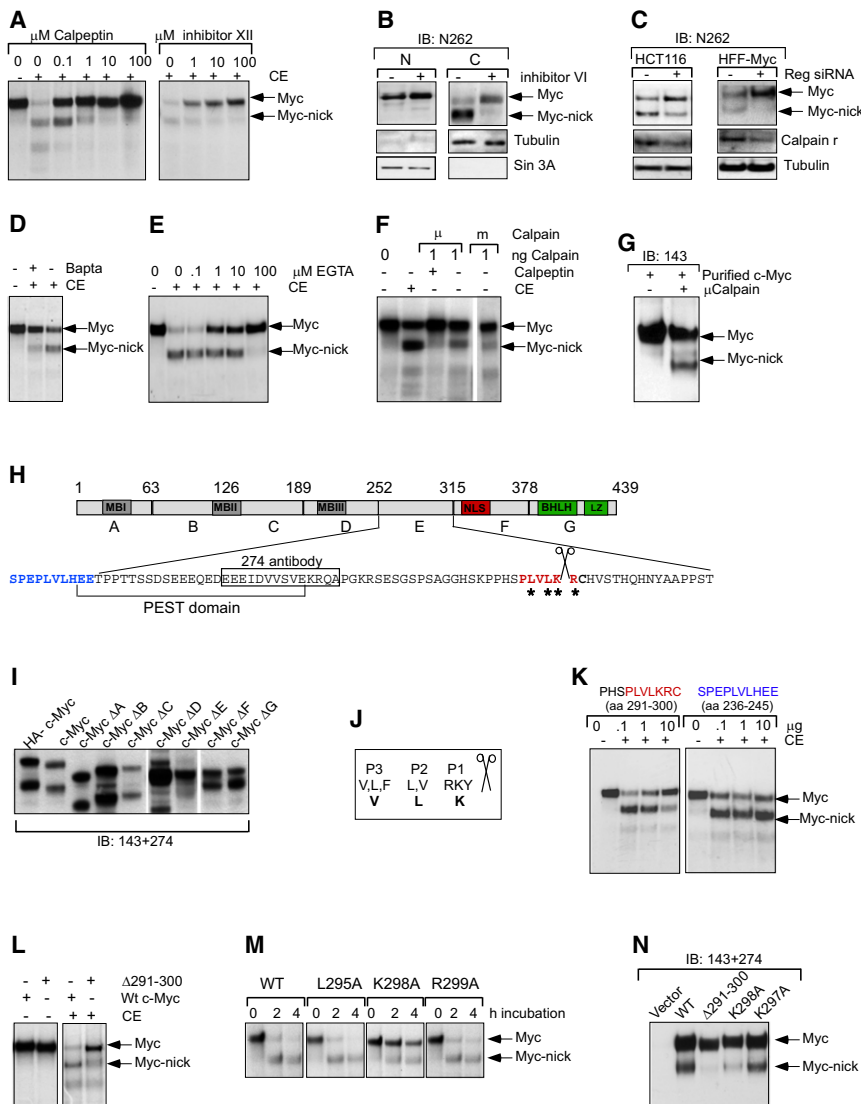 A
μM Calpeptin
μM inhibitor XII
0 0 0.1 1 10 100
0 1 10 100
- + + + + +
+ + + +
CE
Myc
Myc-nick
B
IB: N262
N C
- + - + inhibitor VI
Myc
Myc-nick
Tubulin
Sin 3A
C
IB: N262
HCT116 HFF-Myc
- + - + Reg siRNA
Myc
Myc-nick
Calpain r
Tubulin
D
- + - Bapta
- + + CE
Myc
Myc-nick
E
0 0 .1 1 10 100 μM EGTA
- + + + + + CE
Myc
Myc-nick
F
μ m Calpain
0 1 1 1 ng Calpain
+ Calpeptin
+ CE
Myc
Myc-nick
G
IB: 143
+ + Purified c-Myc
- + μCalpain
Myc
Myc-nick
H
1 63 126 189 252 315 378 439
MBI MBII MBIII NLS BHLH LZ
A B C D E F G
274 antibody
SPEPLVLHEETPPTTSSDSEEEQEDEEEIDVVSVEKRQAPGKRSESGSPSAGGHSKPPHSPLVLK RCHVSTHQHNYAAPPST
* ** *
PEST domain
I
HA- c-Myc
c-Myc
c-Myc ΔA
c-Myc ΔB
c-Myc ΔC
c-Myc ΔD
c-Myc ΔE
c-Myc ΔF
c-Myc ΔG
IB: 143+274
J
P3 P2 P1
V,L,F L,V RKY
V L K
K
PHSPLVLKRC SPEPLVLHEE
(aa 291-300) (aa 236-245)
0 .1 1 10 0 .1 1 10 μg
- + + + - + + + CE
Myc
Myc-nick
L
- + - + Δ291-300
+ - + - Wt c-Myc
- - + + CE
Myc
Myc-nick
M
WT L295A K298A R299A
0 2 4 0 2 4 0 2 4 0 2 4 h incubation
Myc
Myc-nick
N
IB: 143+274
Vector
WT
Δ291-300
K298A
K297A
Myc
Myc-nick